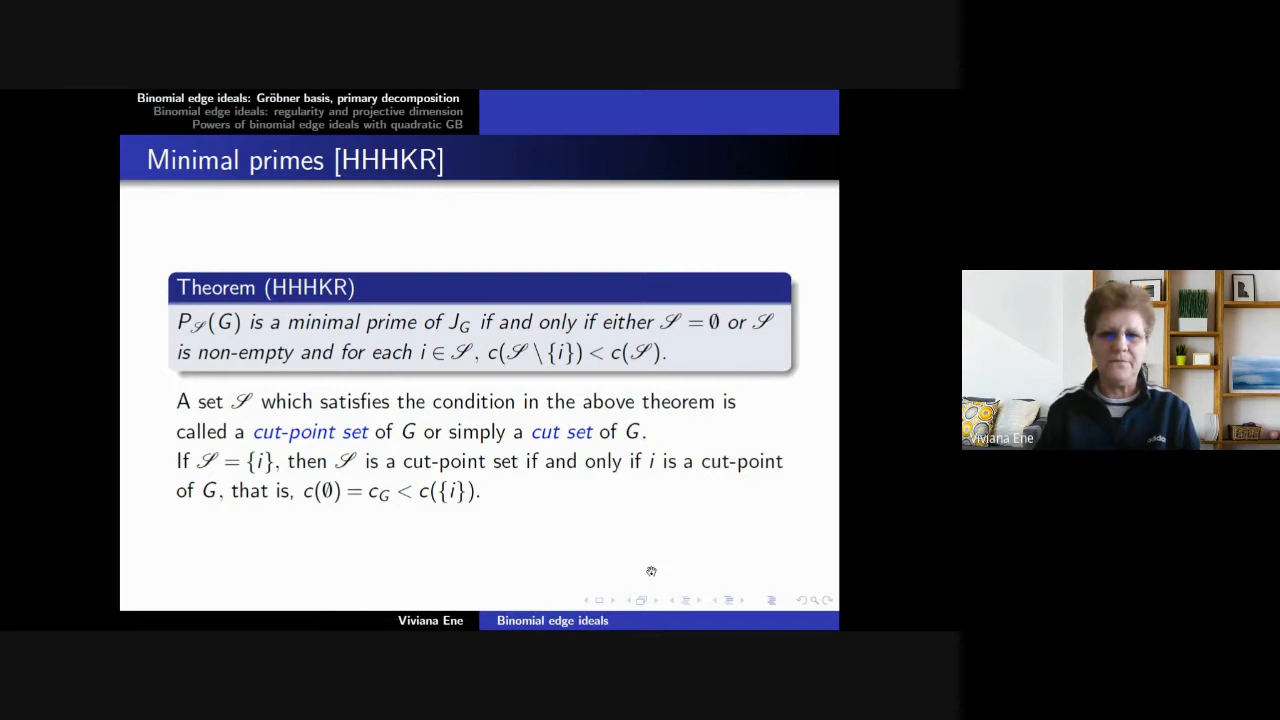 Binomial edge ideals: Gröbner basis, primary decomposition
Binomial edge ideals: regularity and projective dimension
Powers of binomial edge ideals with quadratic GB
Minimal primes [HHHKR]
Theorem (HHHKR)
P_𝒮(G) is a minimal prime of J_G if and only if either 𝒮 = ∅ or 𝒮
is non-empty and for each i ∈ 𝒮, c(𝒮 \ {i}) < c(𝒮).
A set 𝒮 which satisfies the condition in the above theorem is
called a cut-point set of G or simply a cut set of G.
If 𝒮 = {i}, then 𝒮 is a cut-point set if and only if i is a cut-point
of G, that is, c(∅) = c_G < c({i}).
Viviana Ene
Binomial edge ideals
Viviana Ene
adidas